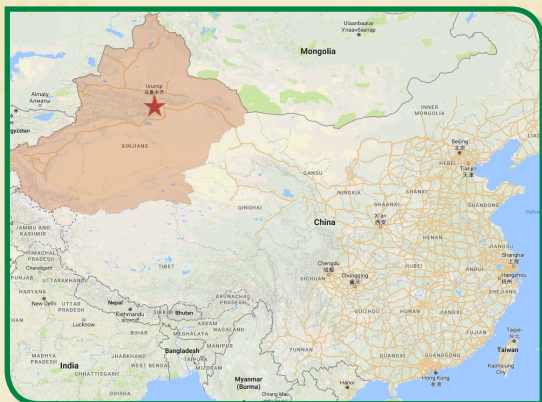 Ulaanbaatar
Улаанбаатар
Mongolia
Almaty
Алматы
Urumqi
乌鲁木齐
INNER
MONGOLIA
XINJIANG
Beijing
北京
Tianjin
天津
HEBEI
GANSU
NINGXIA
SHANXI
SHANDONG
QINGHAI
SHAANXI
Xi'an
西安
China
HENAN
JIANGSU
JAMMU AND
KASHMIR
HIMACHAL
PRADESH
Chandigarh
PUNJAB
UTTARAKHAND
TIBET
Chengdu
成都
Chongqing
重庆
SICHUAN
HUBEI
ANHUI
Shanghai
上海
Hangzhou
杭州
ZHEJIANG
HARYANA
New Delhi
UTTAR
PRADESH
Nepal
Kathmandu
SIKKIM
Bhutan
ARUNACHAL
PRADESH
ASSAM
NAGALAND
Lucknow
BIHAR
MEGHALAYA
MANIPUR
GUIZHOU
HUNAN
JIANGXI
FUJIAN
Taipei
Taiwan
MADHYA
PRADESH
India
JHARKHAND
WEST BENGAL
Bangladesh
TRIPURA
MIZORAM
YUNNAN
GUANGXI
GUANGDONG
Kaohsiung
City
CHHATTISGARH
ODISHA
Myanmar
(Burma)
Chiang Mai
Hanoi
Hong Kong
香港